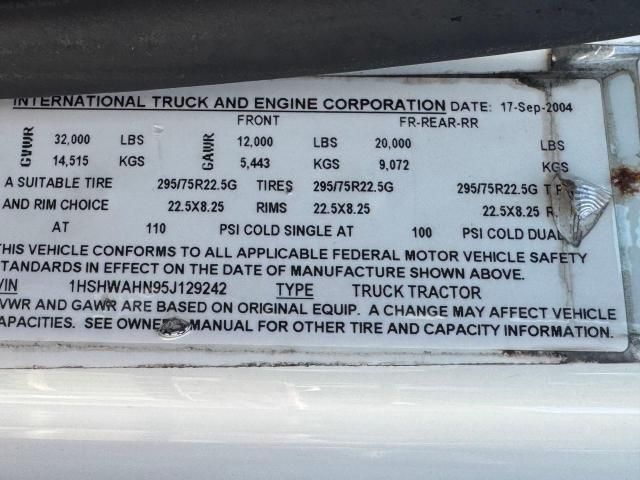 INTERNATIONAL TRUCK AND ENGINE CORPORATION DATE: 17-Sep-2004
FRONT FR-REAR-RR
GVWR 32,000 LBS GAWR 12,000 LBS 20,000 LBS
14,515 KGS 5,443 KGS 9,072 KGS
A SUITABLE TIRE 295/75R22.5G TIRES 295/75R22.5G 295/75R22.5G
AND RIM CHOICE 22.5X8.25 RIMS 22.5X8.25 22.5X8.25
AT 110 PSI COLD SINGLE AT 100 PSI COLD DUAL
THIS VEHICLE CONFORMS TO ALL APPLICABLE FEDERAL MOTOR VEHICLE SAFETY
STANDARDS IN EFFECT ON THE DATE OF MANUFACTURE SHOWN ABOVE.
VIN 1HSHWAHN95J129242 TYPE TRUCK TRACTOR
GVWR AND GAWR ARE BASED ON ORIGINAL EQUIP. A CHANGE MAY AFFECT VEHICLE
CAPACITIES. SEE OWNER MANUAL FOR OTHER TIRE AND CAPACITY INFORMATION.